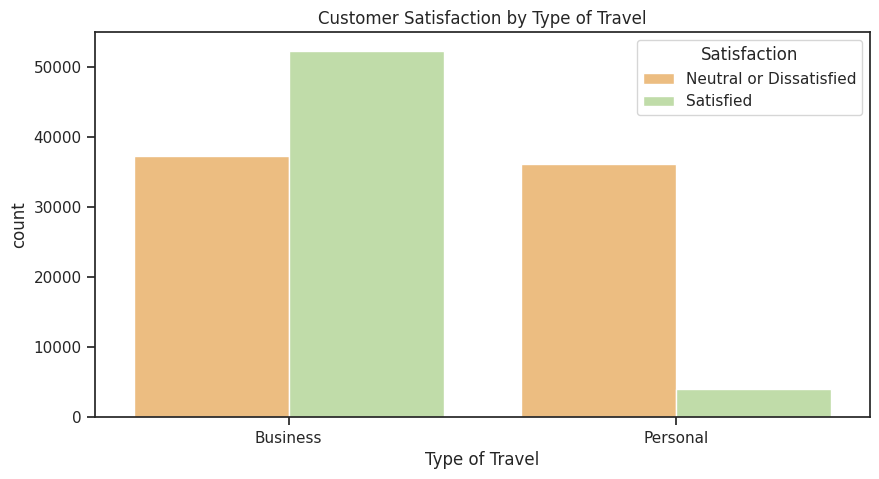 Customer Satisfaction by Type of Travel
Satisfaction
Neutral or Dissatisfied
Satisfied
count
50000
40000
30000
20000
10000
0
Business
Personal
Type of Travel